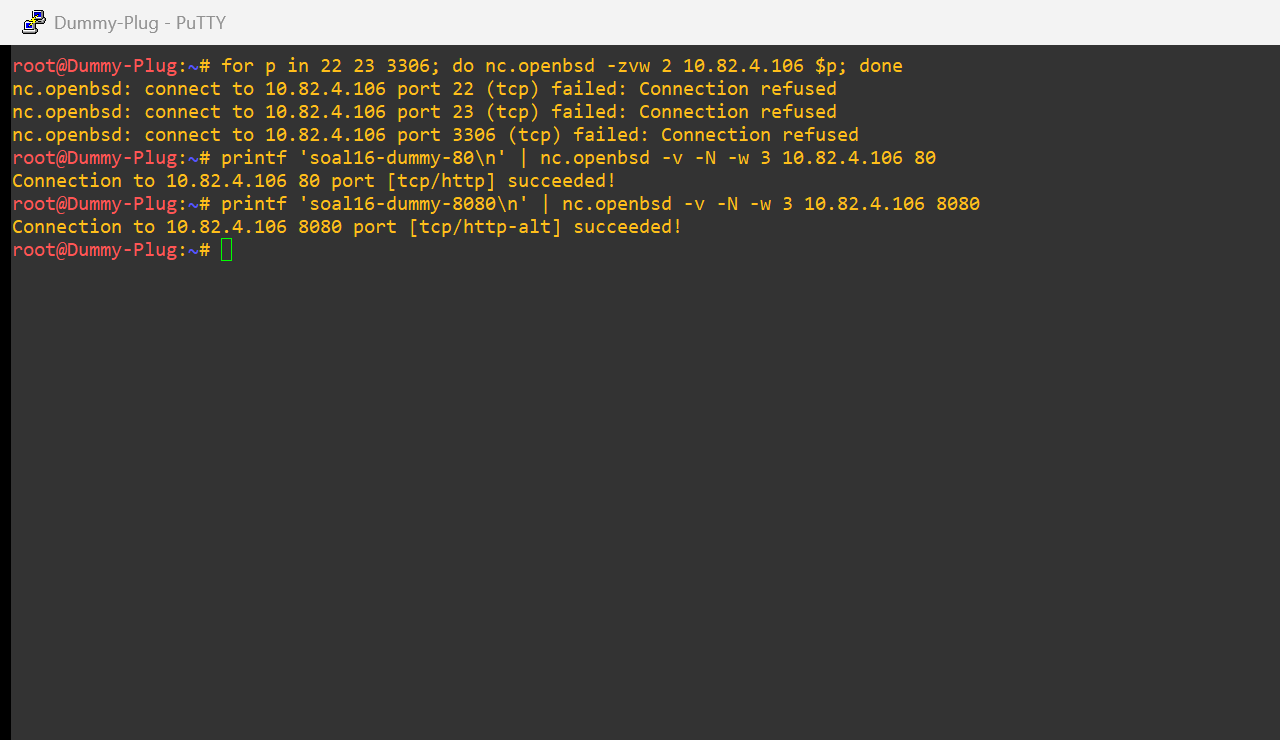 Dummy-Plug - PuTTY
root@Dummy-Plug:~# for p in 22 23 3306; do nc.openbsd -zvw 2 10.82.4.106 $p; done
nc.openbsd: connect to 10.82.4.106 port 22 (tcp) failed: Connection refused
nc.openbsd: connect to 10.82.4.106 port 23 (tcp) failed: Connection refused
nc.openbsd: connect to 10.82.4.106 port 3306 (tcp) failed: Connection refused
root@Dummy-Plug:~# printf 'soal16-dummy-80\n' | nc.openbsd -v -N -w 3 10.82.4.106 80
Connection to 10.82.4.106 80 port [tcp/http] succeeded!
root@Dummy-Plug:~# printf 'soal16-dummy-8080\n' | nc.openbsd -v -N -w 3 10.82.4.106 8080
Connection to 10.82.4.106 8080 port [tcp/http-alt] succeeded!
root@Dummy-Plug:~#